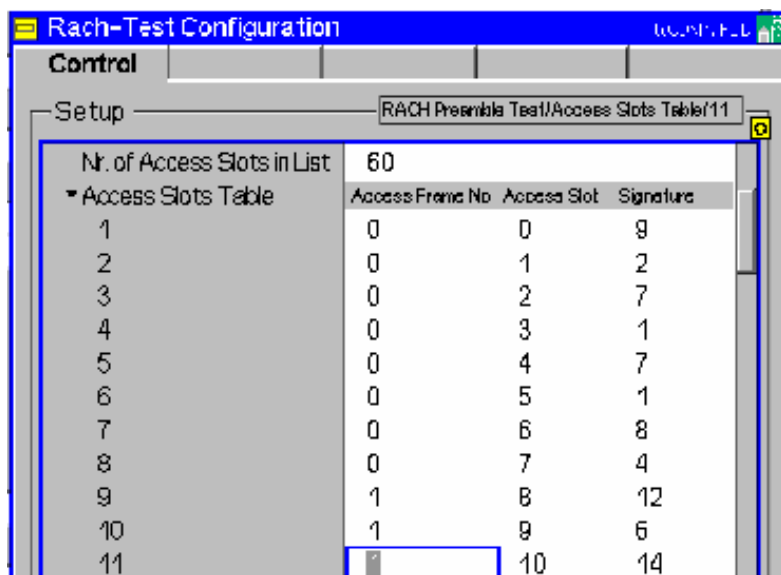 Rach-Test Configuration
Control
Setup RACH Preamble Test/Access Slots Table/11
Nr. of Access Slots in List 60
Access Slots Table Access Frame No Access Slot Signature
1 0 0 9
2 0 1 2
3 0 2 7
4 0 3 1
5 0 4 7
6 0 5 1
7 0 6 8
8 0 7 4
9 1 8 12
10 1 9 6
11 1 10 14